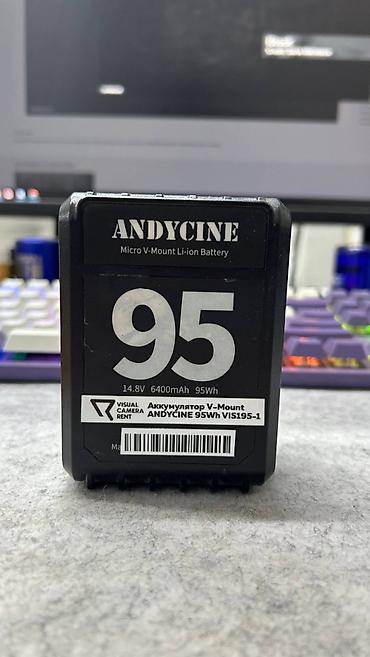 ANDYCINE
Micro V-Mount Li-ion Battery
95
14.8V 6400mAh 95Wh
VISUAL
CAMERA
RENT
Аккумулятор V-Mount
ANDYCINE 95Wh VIS195-1